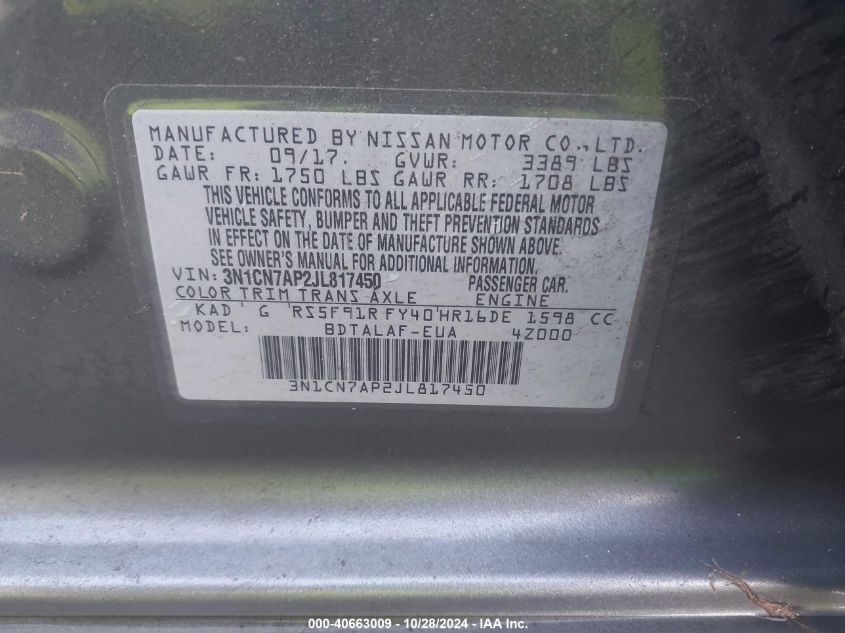 MANUFACTURED BY NISSAN MOTOR CO., LTD.
DATE: 09/17. GVWR: 3389 LBS
GAWR FR: 1750 LBS GAWR RR: 1708 LBS
THIS VEHICLE CONFORMS TO ALL APPLICABLE FEDERAL MOTOR
VEHICLE SAFETY, BUMPER AND THEFT PREVENTION STANDARDS
IN EFFECT ON THE DATE OF MANUFACTURE SHOWN ABOVE.
SEE OWNER'S MANUAL FOR ADDITIONAL INFORMATION.
VIN: 3N1CN7AP2JL817450 PASSENGER CAR.
COLOR TRIM TRANS AXLE ENGINE
KAD G RS5F91R FY40 HR16DE 1598 CC
MODEL: BDTALAF-EUA 4Z000
3N1CN7AP2JL817450
000-40663009 - 10/28/2024 - IAA Inc.